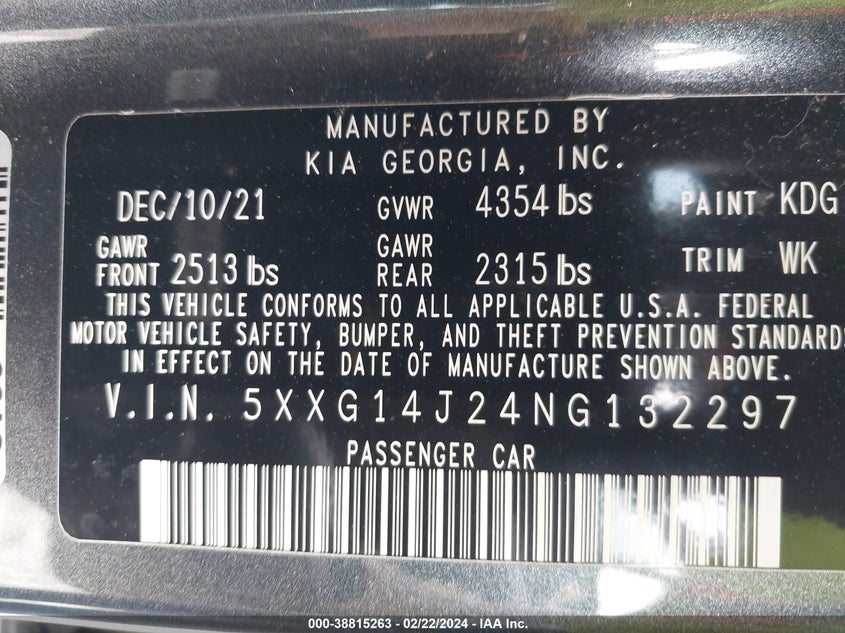 MANUFACTURED BY
KIA GEORGIA, INC.
DEC/10/21 GVWR 4354 lbs PAINT KDG
GAWR FRONT 2513 lbs GAWR REAR 2315 lbs TRIM WK
THIS VEHICLE CONFORMS TO ALL APPLICABLE U.S.A. FEDERAL
MOTOR VEHICLE SAFETY, BUMPER, AND THEFT PREVENTION STANDARDS
IN EFFECT ON THE DATE OF MANUFACTURE SHOWN ABOVE.
V.I.N. 5XXG14J24NG132297
PASSENGER CAR
000-38815263 - 02/22/2024 - IAA Inc.